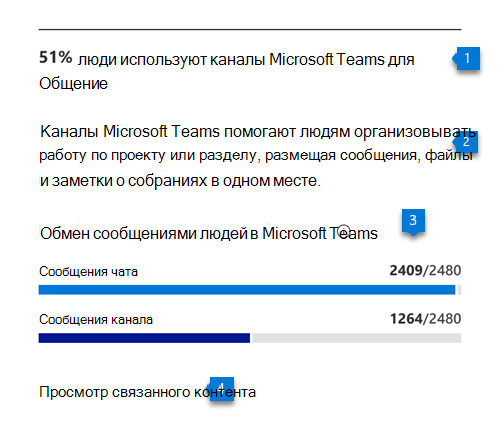 51% люди используют каналы Microsoft Teams для
1
Общение
Каналы Microsoft Teams помогают людям организовывать
2
работу по проекту или разделу, размещая сообщения, файлы
и заметки о собраниях в одном месте.
3
Обмен сообщениями людей в Microsoft Teams
Сообщения чата 2409/2480
Сообщения канала 1264/2480
Просмотр связанного контента
4